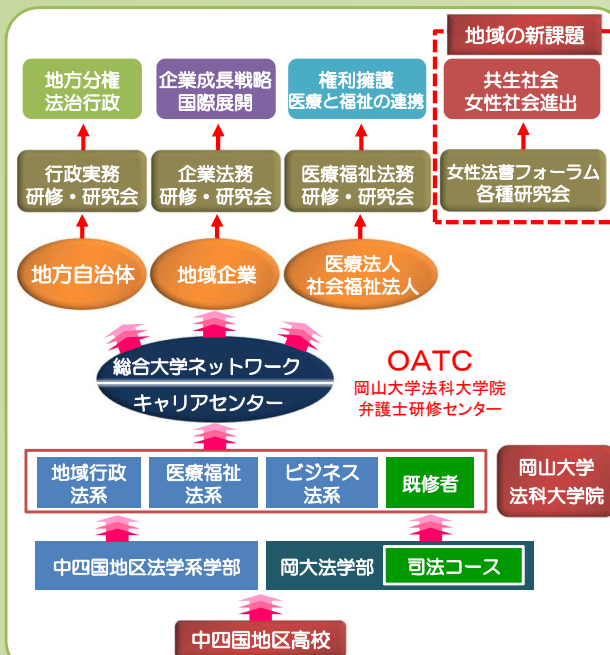 地域の新課題
地方分権
法治行政
企業成長戦略
国際展開
権利擁護
医療と福祉の連携
共生社会
女性社会進出
行政実務
研修・研究会
企業法務
研修・研究会
医療福祉法務
研修・研究会
女性法曹フォーラム
各種研究会
地方自治体
地域企業
医療法人
社会福祉法人
総合大学ネットワーク
キャリアセンター
OATC
岡山大学法科大学院
弁護士研修センター
地域行政
法系
医療福祉
法系
ビジネス
法系
既修者
岡山大学
法科大学院
中四国地区法学系学部
岡大法学部
司法コース
中四国地区高校